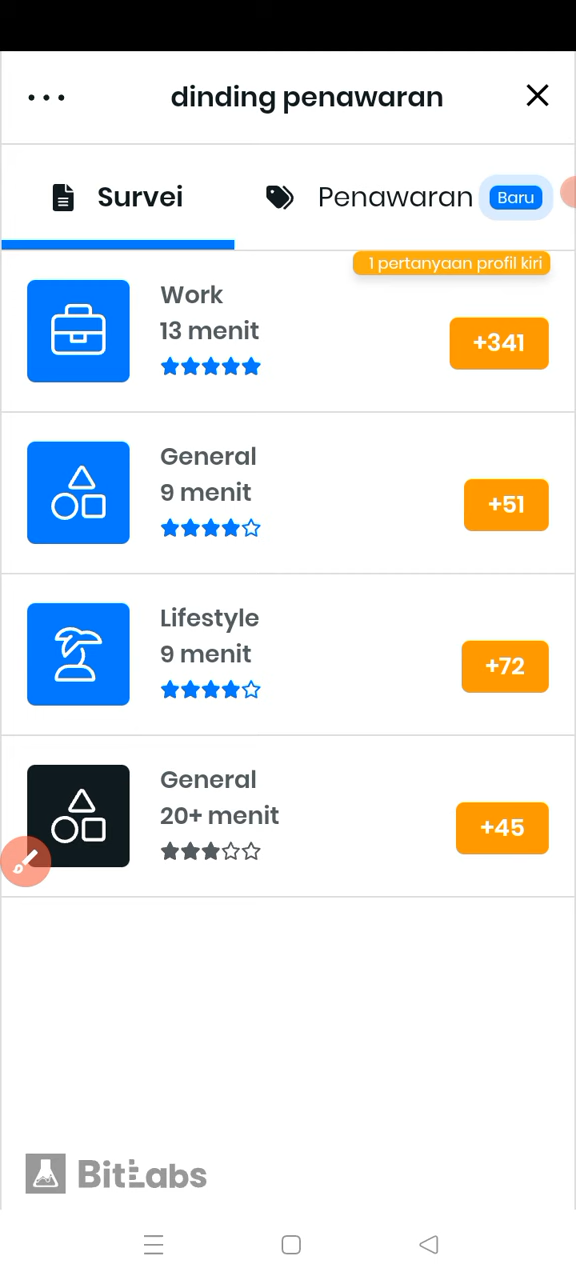 dinding penawaran
Survei
Penawaran Baru
1 pertanyaan profil kiri
Work
13 menit
+341
General
9 menit
+51
Lifestyle
9 menit
+72
General
20+ menit
+45
BitLabs